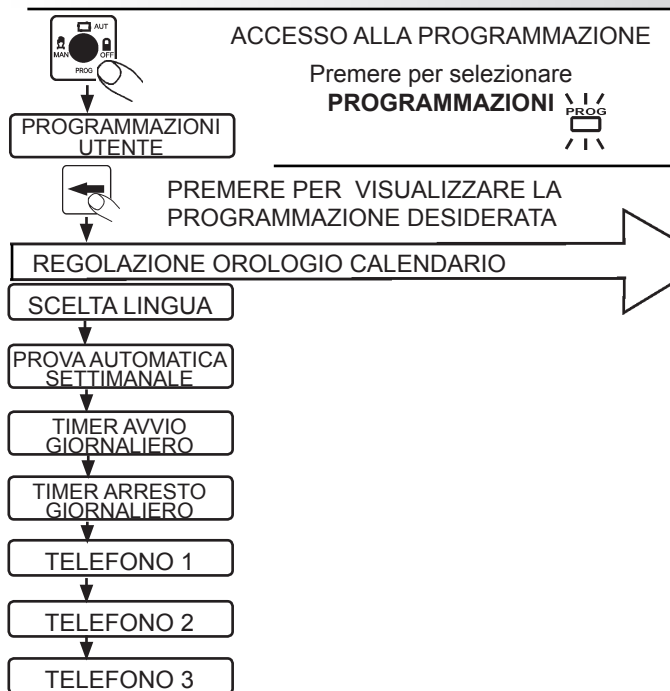 AUT
MAN
OFF
PROG
ACCESSO ALLA PROGRAMMAZIONE
Premere per selezionare
PROGRAMMAZIONI
PROG
PROGRAMMAZIONI
UTENTE
PREMERE PER VISUALIZZARE LA
PROGRAMMAZIONE DESIDERATA
REGOLAZIONE OROLOGIO CALENDARIO
SCELTA LINGUA
PROVA AUTOMATICA
SETTIMANALE
TIMER AVVIO
GIORNALIERO
TIMER ARRESTO
GIORNALIERO
TELEFONO 1
TELEFONO 2
TELEFONO 3